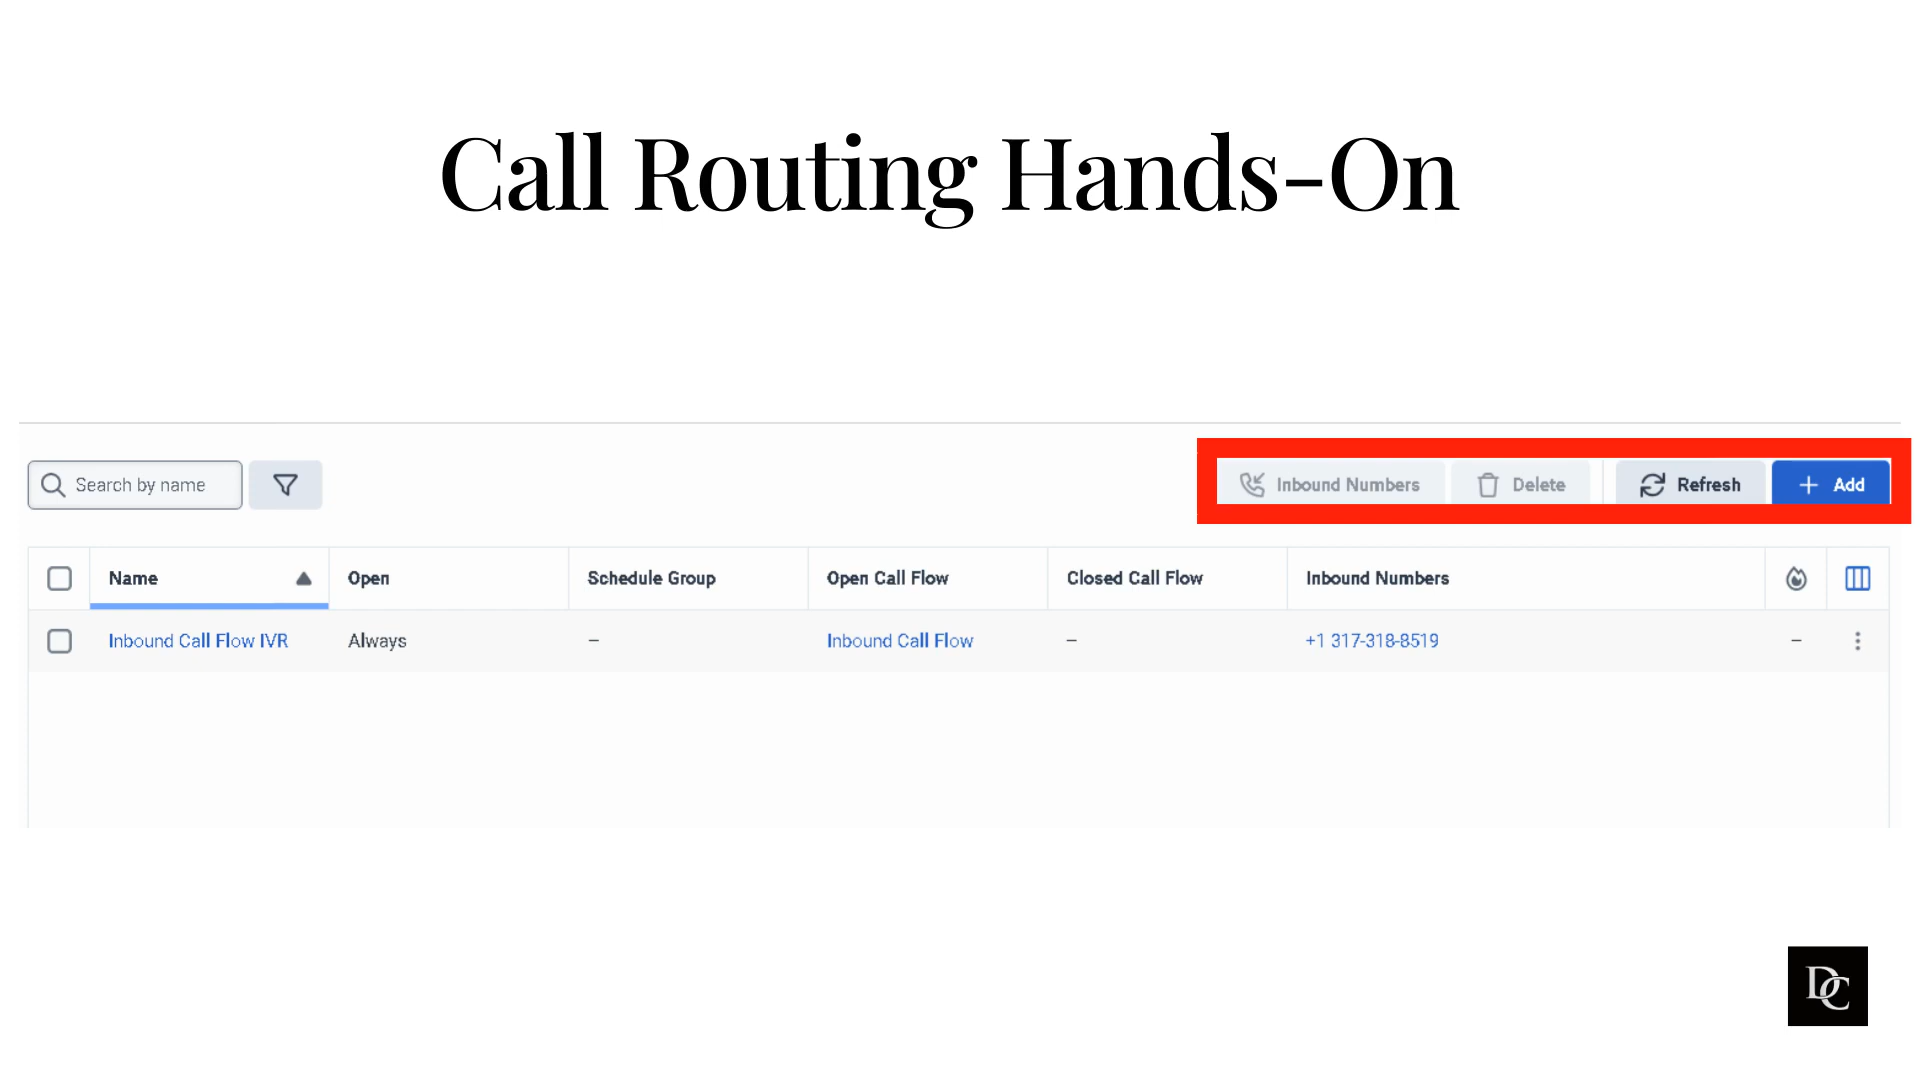 Call Routing Hands-On
Search by name
Inbound Numbers Delete Refresh + Add
Name Open Schedule Group Open Call Flow Closed Call Flow Inbound Numbers
Inbound Call Flow IVR Always – Inbound Call Flow – +1 317-318-8519 –
DC